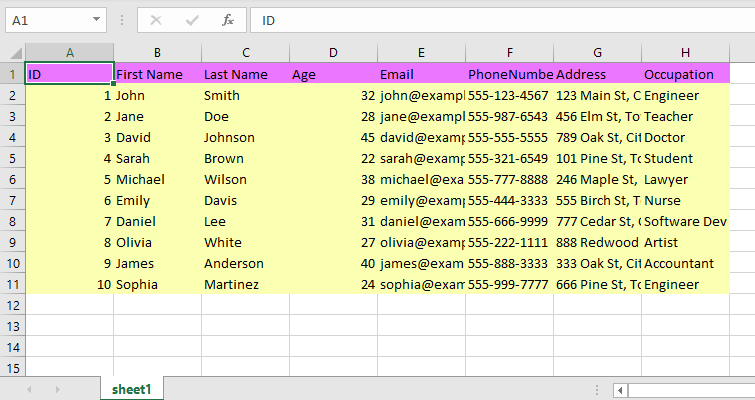 A1 fx ID
A B C D E F G H
1 ID First Name Last Name Age Email PhoneNumbe Address Occupation
2 1 John Smith 32 john@exampl 555-123-4567 123 Main St, C Engineer
3 2 Jane Doe 28 jane@examp 555-987-6543 456 Elm St, To Teacher
4 3 David Johnson 45 david@examp 555-555-5555 789 Oak St, Cit Doctor
5 4 Sarah Brown 22 sarah@examp 555-321-6549 101 Pine St, To Student
6 5 Michael Wilson 38 michael@exa 555-777-8888 246 Maple St, Lawyer
7 6 Emily Davis 29 emily@examp 555-444-3333 555 Birch St, T Nurse
8 7 Daniel Lee 31 daniel@exam 555-666-9999 777 Cedar St, Software Dev
9 8 Olivia White 27 olivia@examp 555-222-1111 888 Redwood Artist
10 9 James Anderson 40 james@exam 555-888-3333 333 Oak St, Cit Accountant
11 10 Sophia Martinez 24 sophia@exam 555-999-7777 666 Pine St, To Engineer
12
13
14
15
sheet1